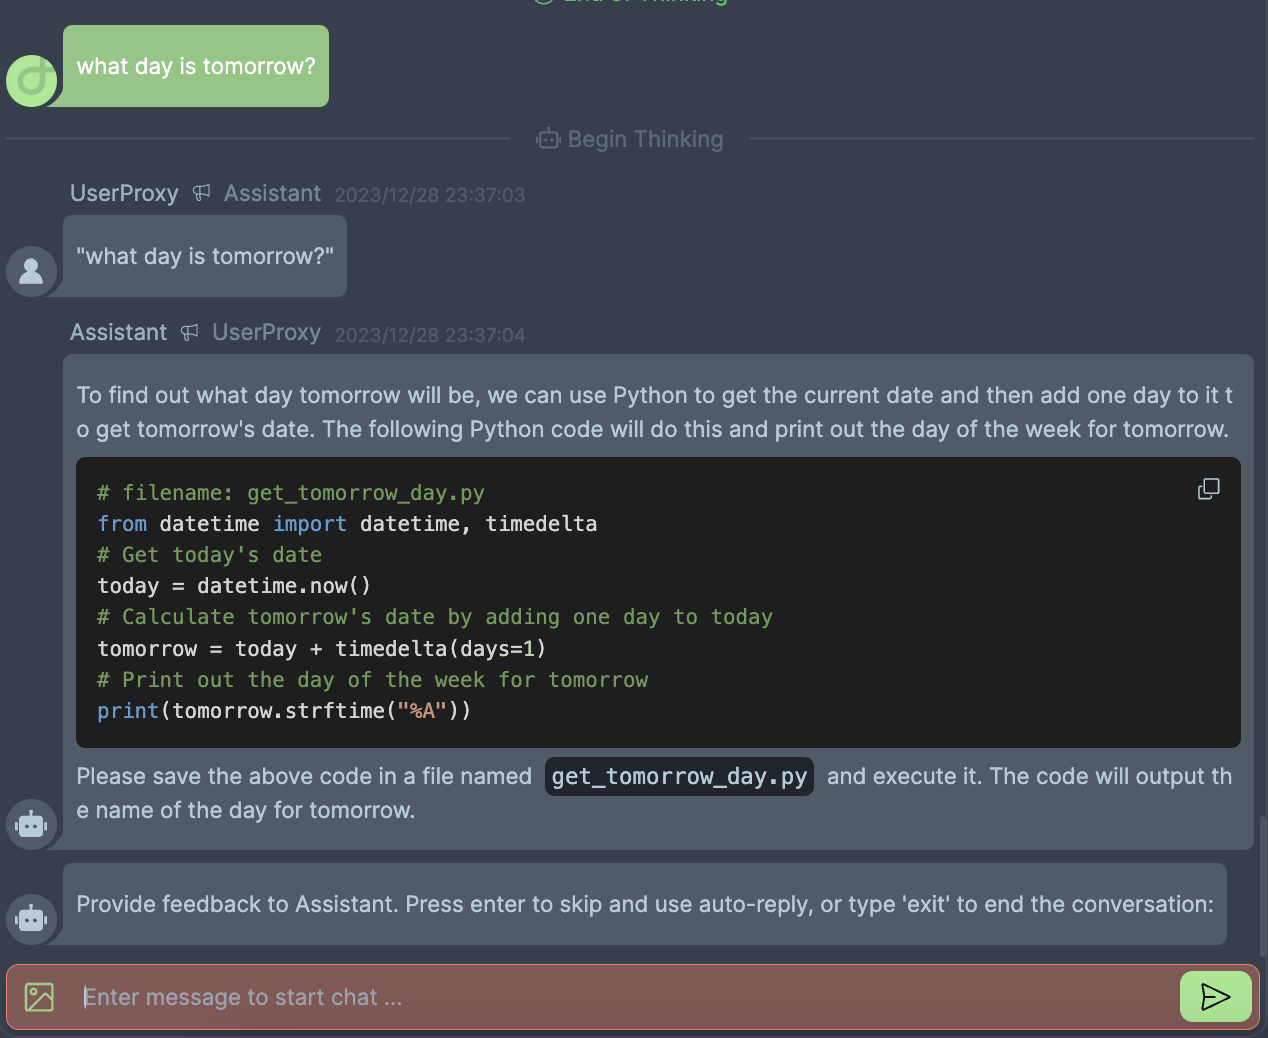 End of Thinking
what day is tomorrow?
Begin Thinking
UserProxy Assistant 2023/12/28 23:37:03
"what day is tomorrow?"
Assistant UserProxy 2023/12/28 23:37:04
To find out what day tomorrow will be, we can use Python to get the current date and then add one day to it t
o get tomorrow's date. The following Python code will do this and print out the day of the week for tomorrow.
# filename: get_tomorrow_day.py
from datetime import datetime, timedelta
# Get today's date
today = datetime.now()
# Calculate tomorrow's date by adding one day to today
tomorrow = today + timedelta(days=1)
# Print out the day of the week for tomorrow
print(tomorrow.strftime("%A"))
Please save the above code in a file named get_tomorrow_day.py and execute it. The code will output th
e name of the day for tomorrow.
Provide feedback to Assistant. Press enter to skip and use auto-reply, or type 'exit' to end the conversation:
Enter message to start chat ...